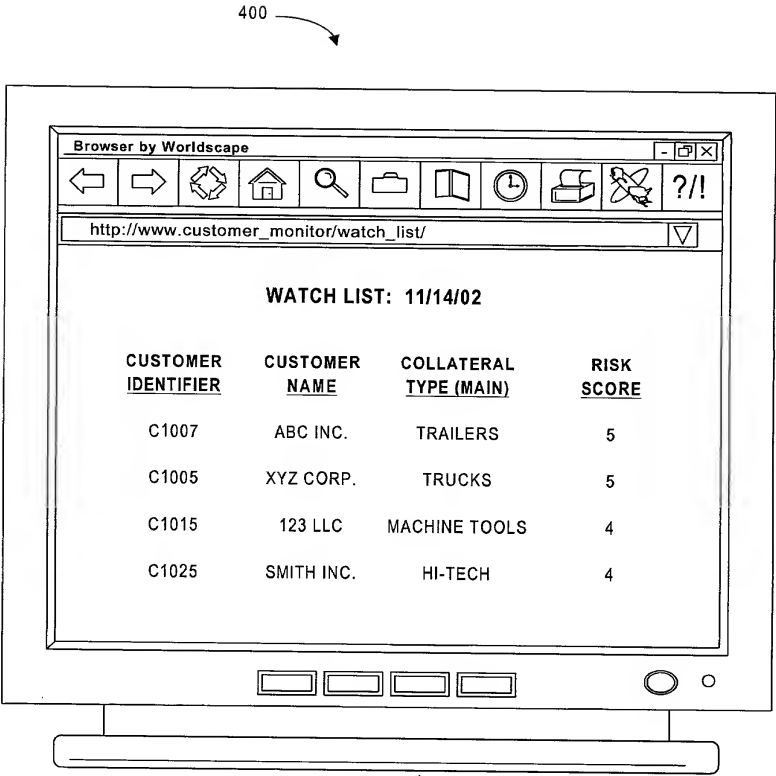 400
Browser by Worldscape
?/!
http://www.customer_monitor/watch_list/
WATCH LIST: 11/14/02
CUSTOMER IDENTIFIER CUSTOMER NAME COLLATERAL TYPE (MAIN) RISK SCORE
C1007 ABC INC. TRAILERS 5
C1005 XYZ CORP. TRUCKS 5
C1015 123 LLC MACHINE TOOLS 4
C1025 SMITH INC. HI-TECH 4